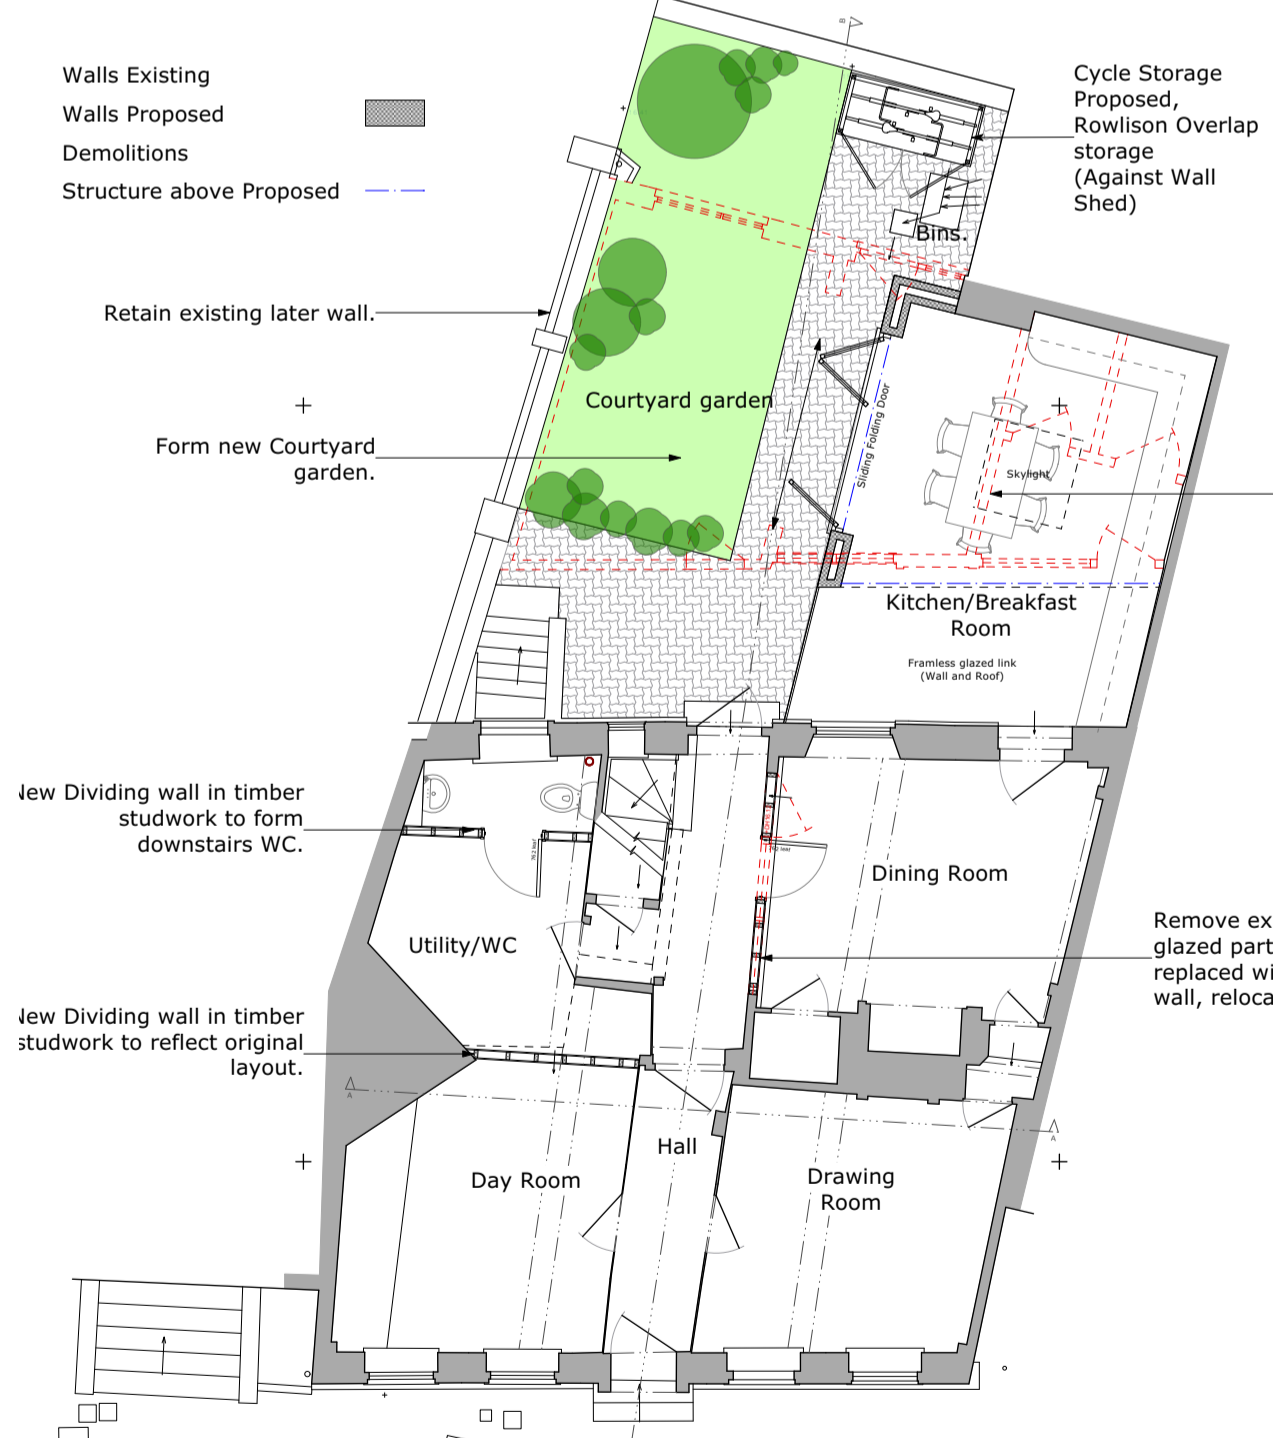 Walls Existing
Walls Proposed
Demolitions
Structure above Proposed
B
Cycle Storage
Proposed,
Rowlison Overlap
storage
(Against Wall
Shed)
Bins.
Retain existing later wall.
Courtyard garden
Form new Courtyard
garden.
Sliding Folding Door
Skylight
Kitchen/Breakfast
Room
Framless glazed link
(Wall and Roof)
New Dividing wall in timber
studwork to form
downstairs WC.
Dining Room
Utility/WC
Remove ex
glazed part
replaced wi
wall, reloca
New Dividing wall in timber
studwork to reflect original
layout.
A
A
Hall
Day Room
Drawing
Room